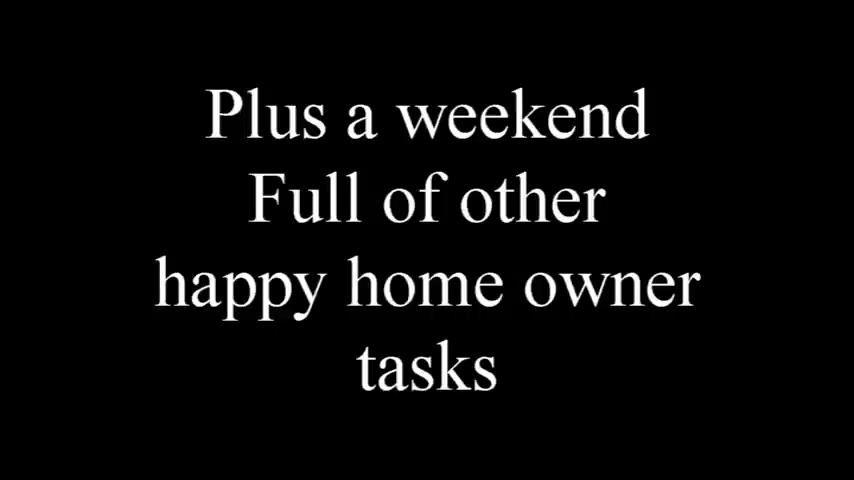 Plus a weekend
Full of other
happy home owner
tasks